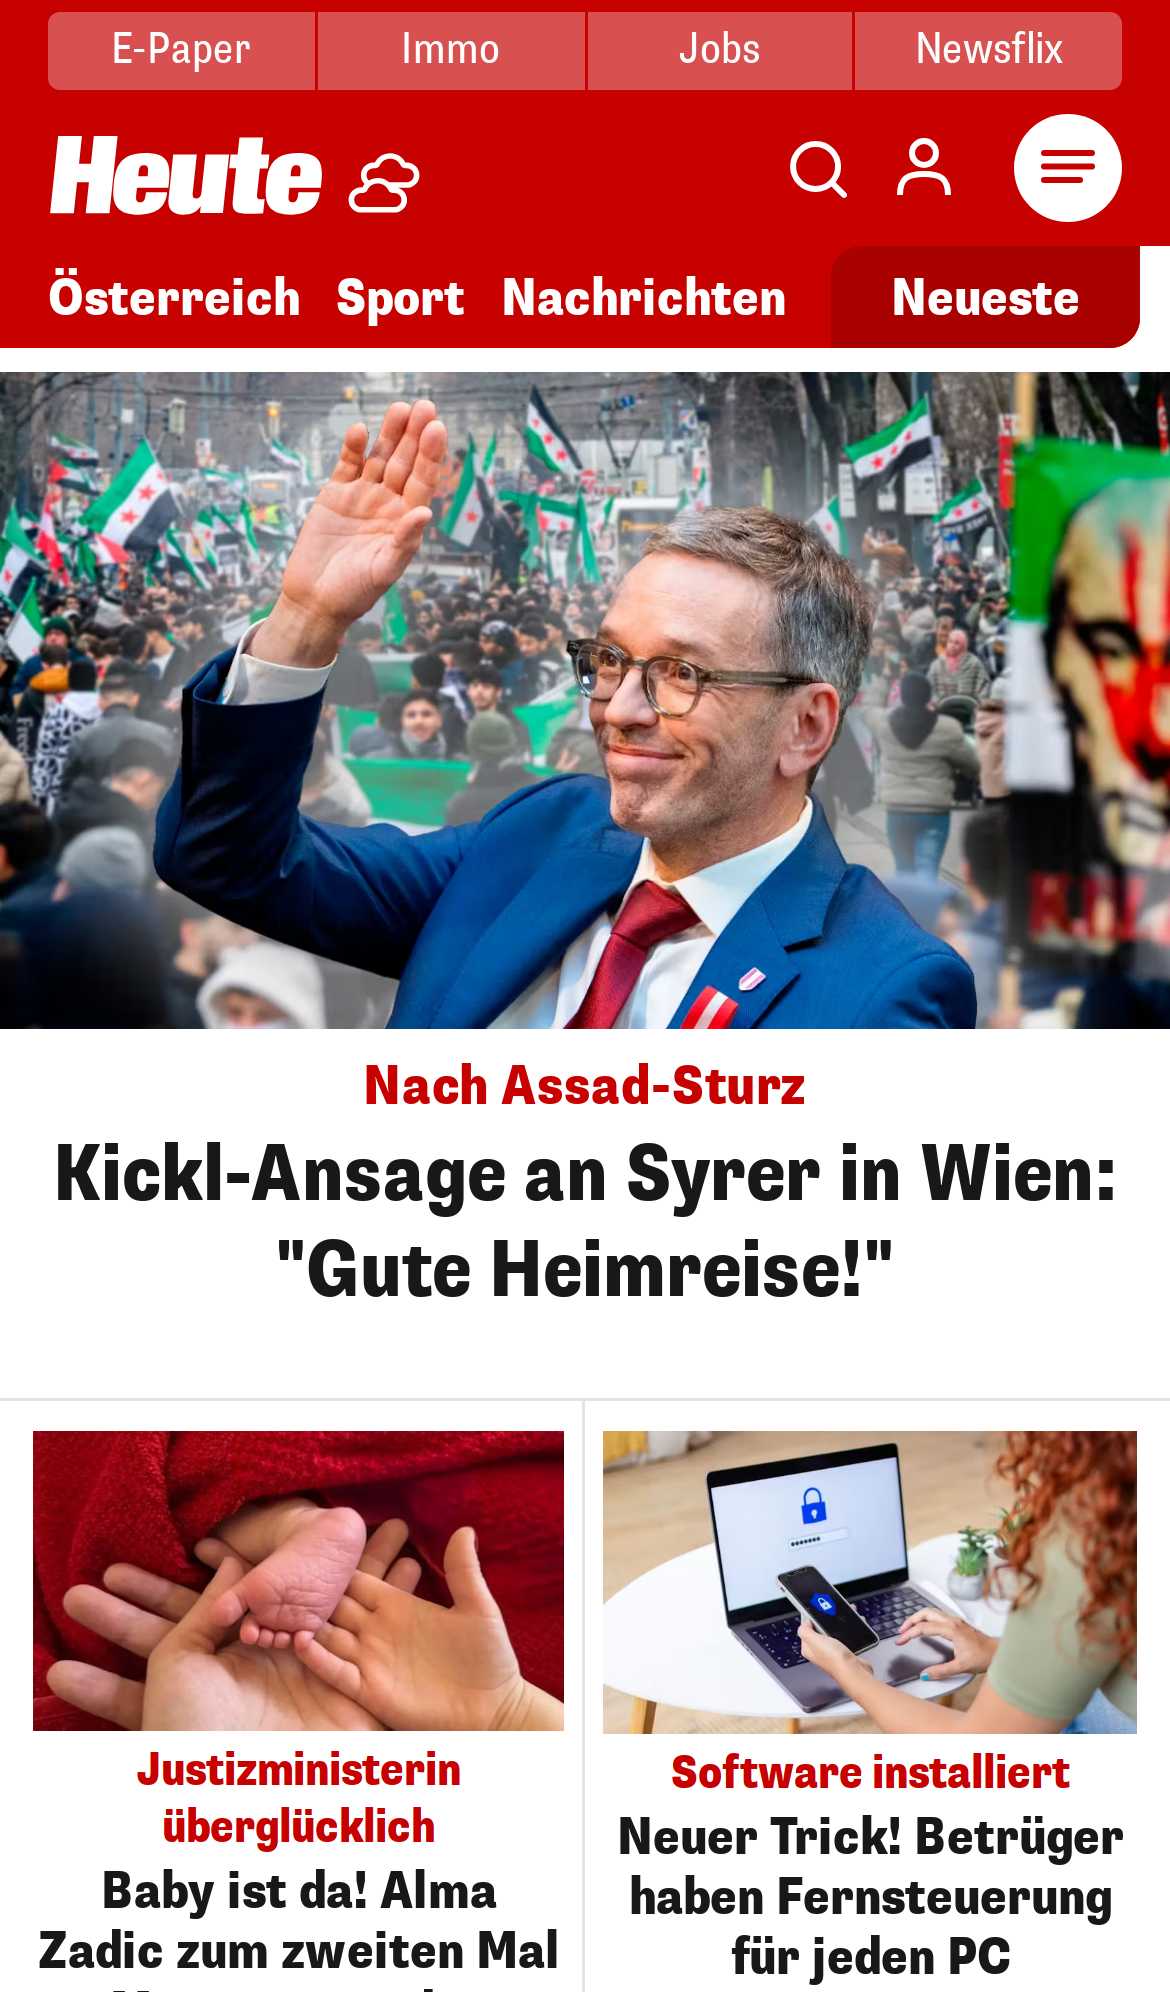 E-Paper
Immo
Jobs
Newsflix
Heute
Österreich
Sport
Nachrichten
Neueste
Nach Assad-Sturz
Kickl-Ansage an Syrer in Wien:
"Gute Heimreise!"
Justizministerin
überglücklich
Baby ist da! Alma
Zadic zum zweiten Mal
Software installiert
Neuer Trick! Betrüger
haben Fernsteuerung
für jeden PC